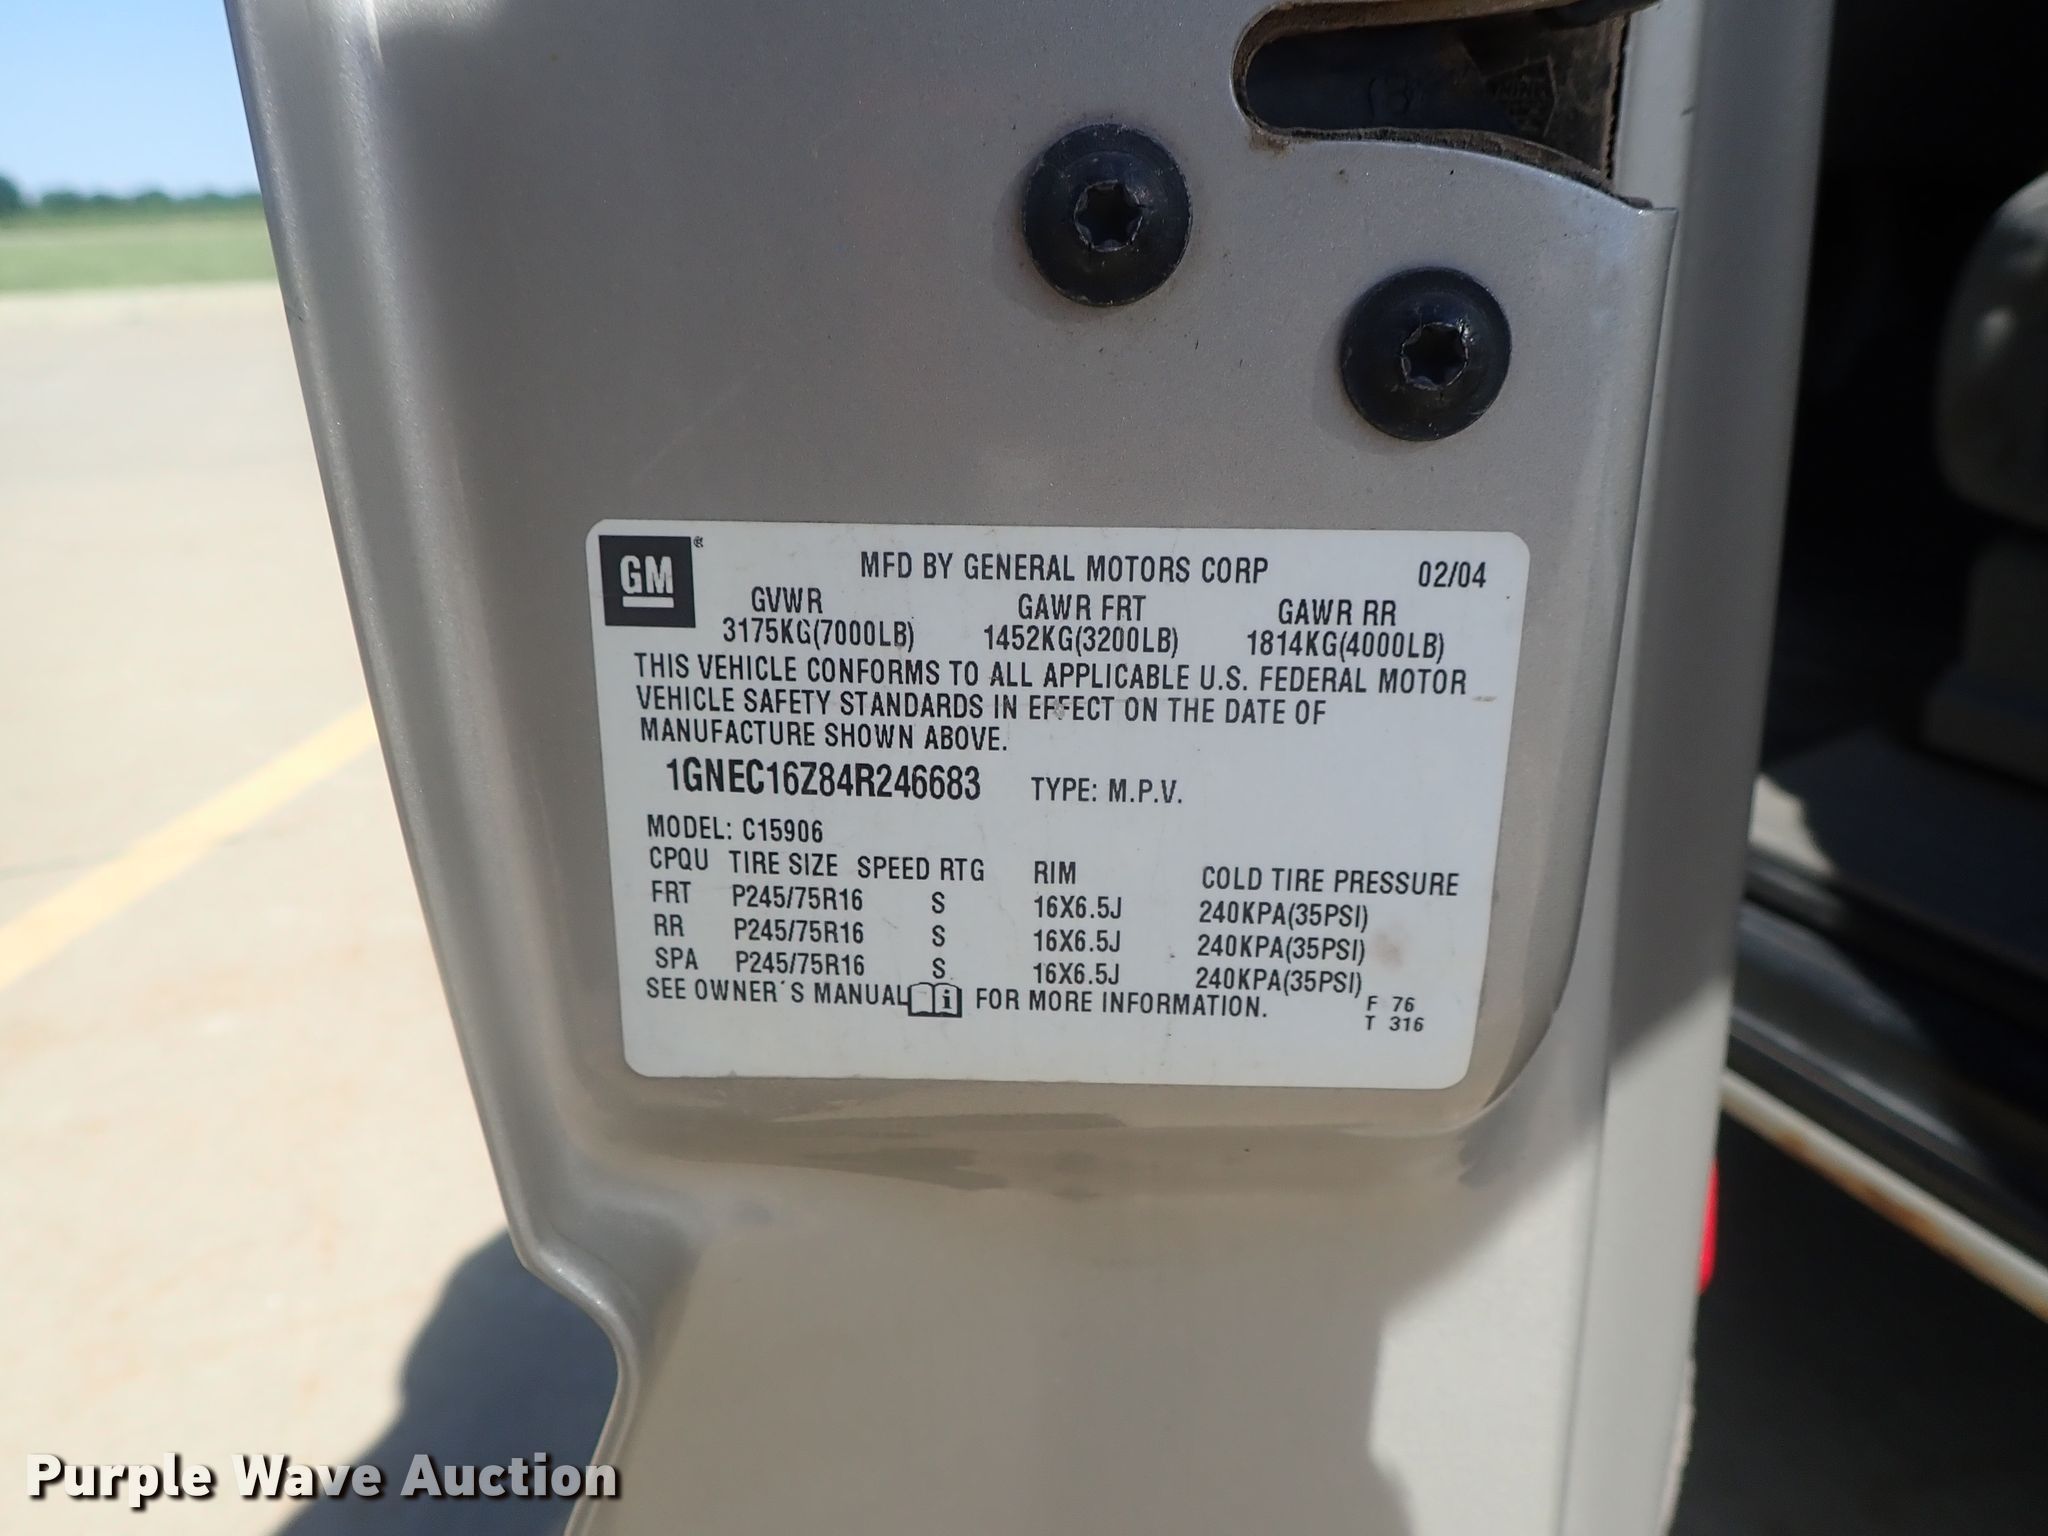 GM ®
MFD BY GENERAL MOTORS CORP 02/04
GVWR GAWR FRT GAWR RR
3175KG(7000LB) 1452KG(3200LB) 1814KG(4000LB)
THIS VEHICLE CONFORMS TO ALL APPLICABLE U.S. FEDERAL MOTOR
VEHICLE SAFETY STANDARDS IN EFFECT ON THE DATE OF
MANUFACTURE SHOWN ABOVE.
1GNEC16Z84R246683 TYPE: M.P.V.
MODEL: C15906
CPQU TIRE SIZE SPEED RTG RIM COLD TIRE PRESSURE
FRT P245/75R16 S 16X6.5J 240KPA(35PSI)
RR P245/75R16 S 16X6.5J 240KPA(35PSI)
SPA P245/75R16 S 16X6.5J 240KPA(35PSI)
SEE OWNER´S MANUAL i FOR MORE INFORMATION.
F 76
T 316
Purple Wave Auction